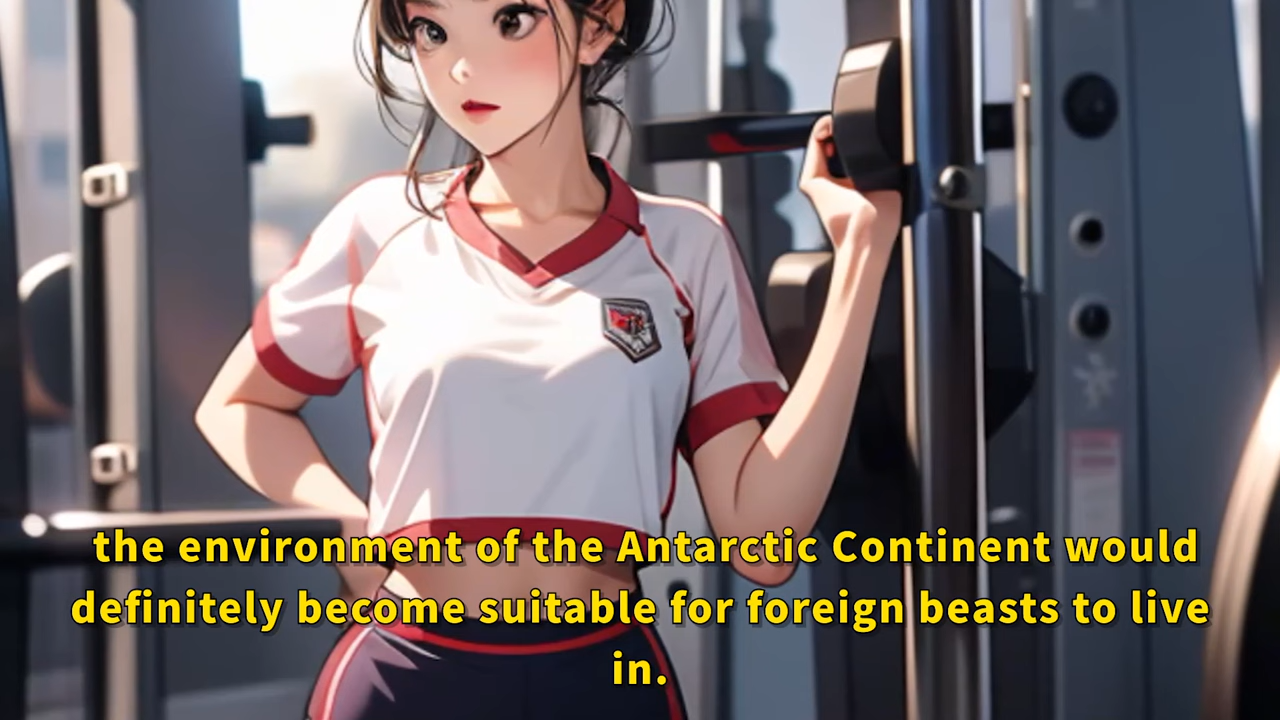 the environment of the Antarctic Continent would
definitely become suitable for foreign beasts to live
in.